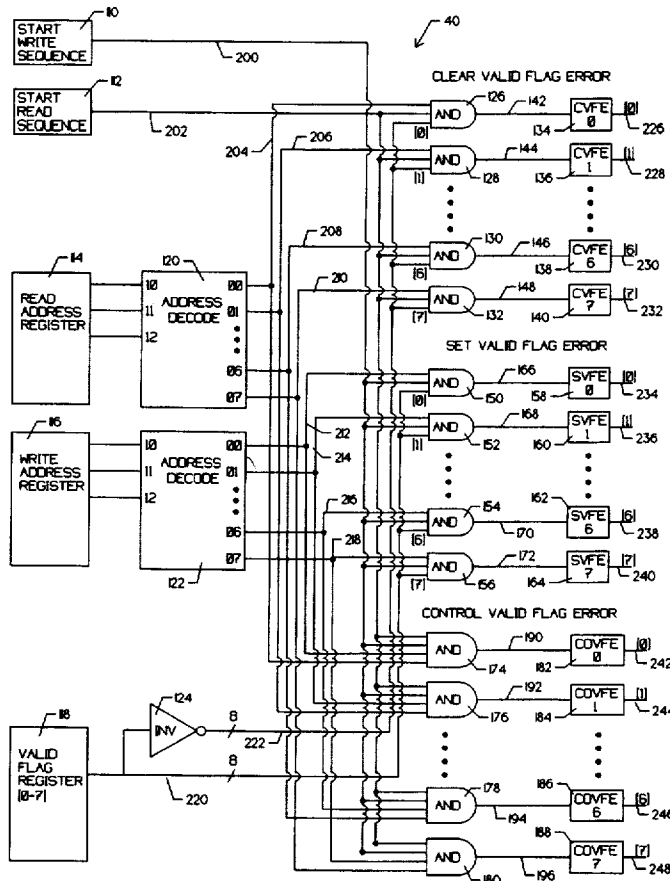 110
START
WRITE
SEQUENCE
200
40
CLEAR VALID FLAG ERROR
112
START
READ
SEQUENCE
202
204
206
126
AND
[0]
142
CVFE
0
134
[0]
226
AND
[1]
128
144
CVFE
1
136
[1]
228
208
130
AND
[6]
146
CVFE
6
138
[6]
230
210
AND
[7]
132
148
CVFE
7
140
[7]
232
114
READ
ADDRESS
REGISTER
10
11
12
120
ADDRESS
DECODE
00
01
06
07
SET VALID FLAG ERROR
AND
[0]
150
166
SVFE
0
158
[0]
234
212
214
AND
[1]
152
168
SVFE
1
160
[1]
236
116
WRITE
ADDRESS
REGISTER
10
11
12
ADDRESS
DECODE
00
01
06
07
122
216
218
154
AND
[6]
170
162
SVFE
6
[6]
238
AND
[7]
156
172
SVFE
7
164
[7]
240
CONTROL VALID FLAG ERROR
AND
174
190
COVFE
0
182
[0]
242
AND
176
192
COVFE
1
184
[1]
244
118
VALID
FLAG
REGISTER
[0-7]
124
INV
8
222
8
220
178
AND
194
186
COVFE
6
[6]
246
AND
180
196
188
COVFE
7
[7]
248